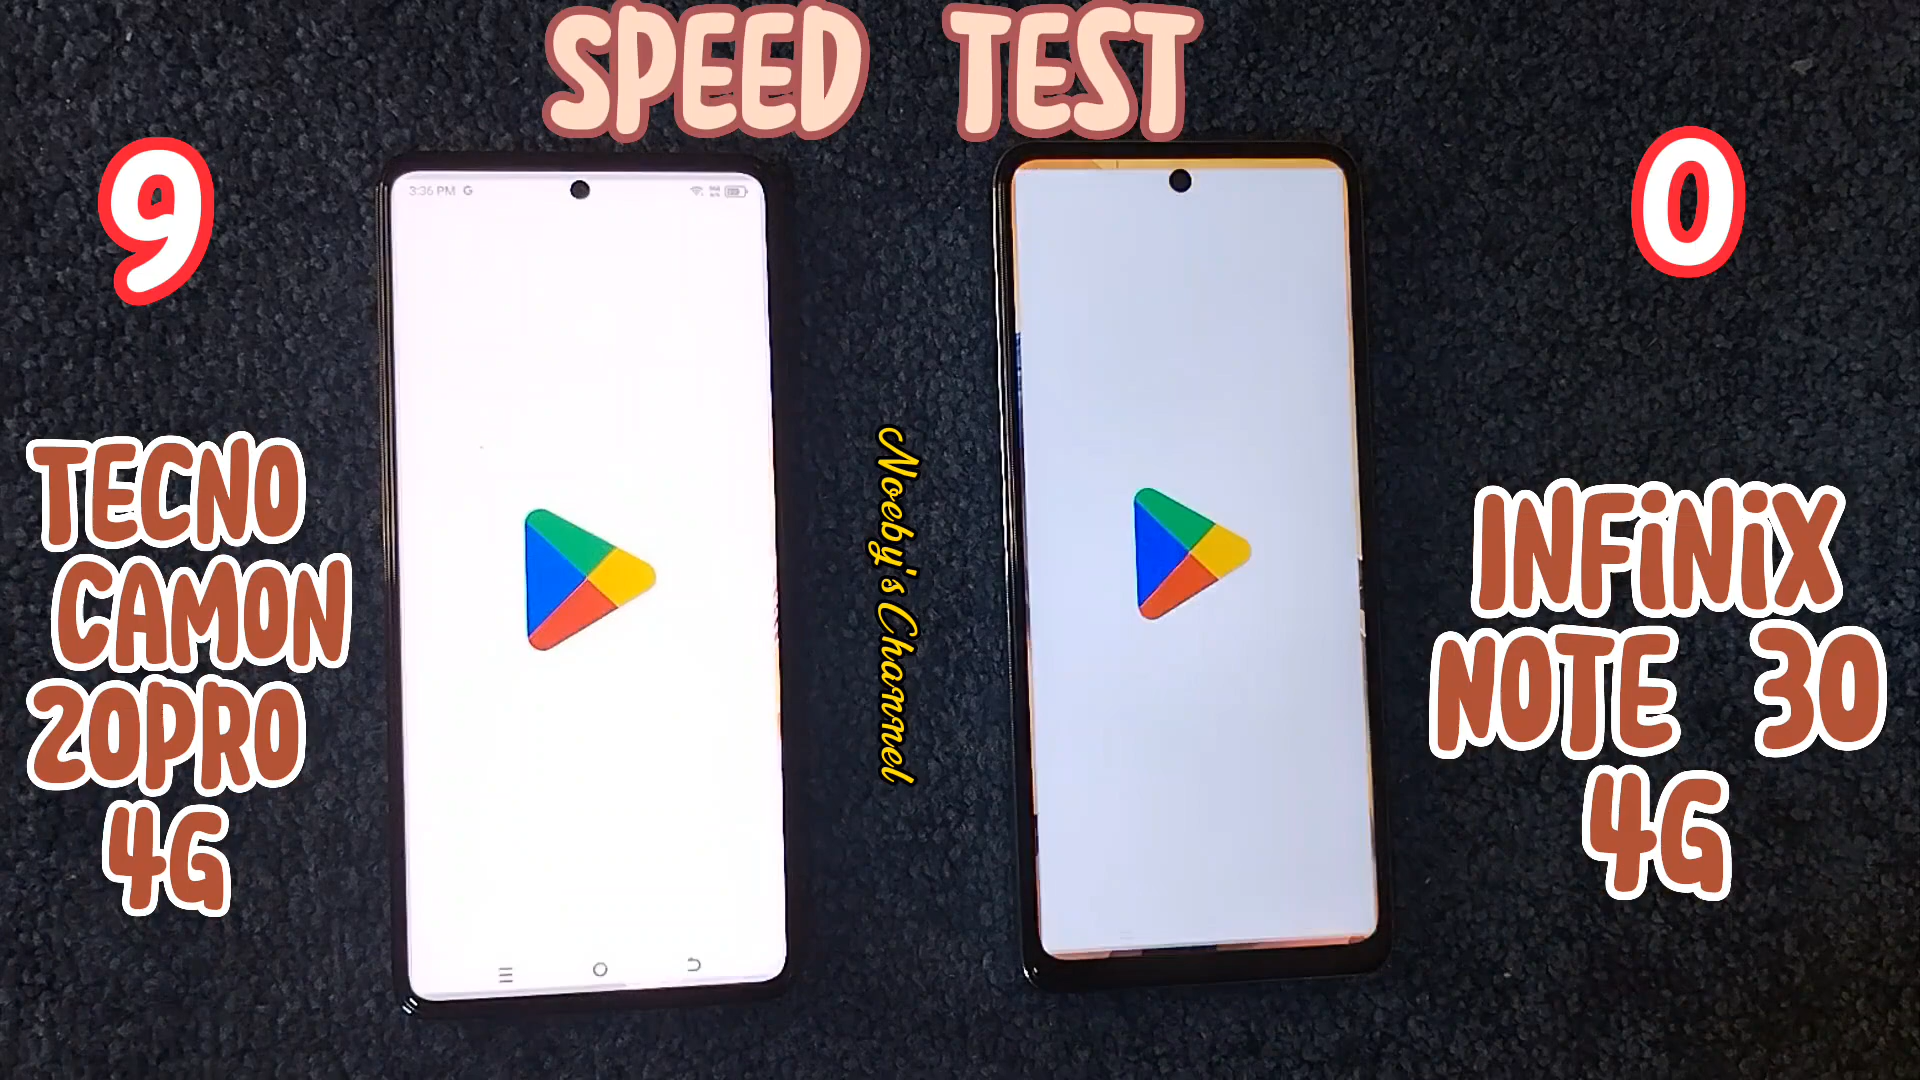 SPEED TEST
9
0
3:36 PM G
TECNO
CAMON
20PRO
4G
Noeby's Channel
INFiNiX
NOTE 30
4G